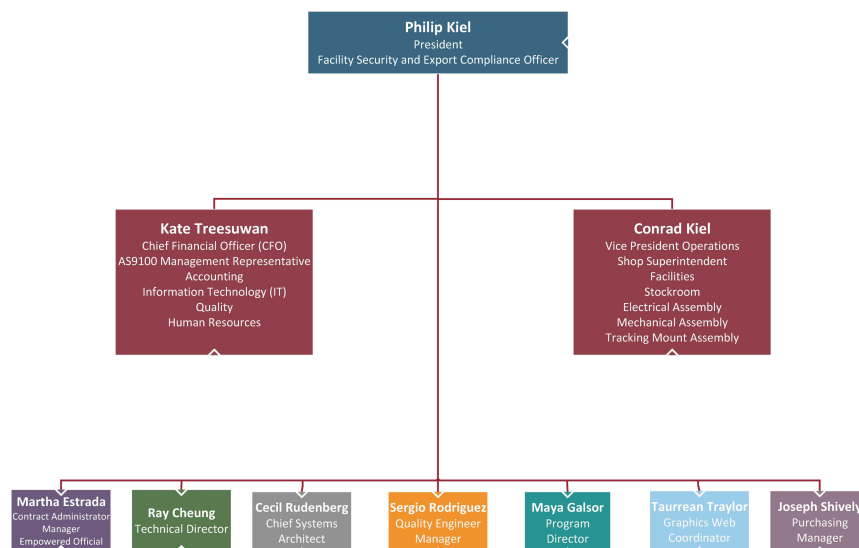 Philip Kiel
President
Facility Security and Export Compliance Officer
Kate Treesuwan
Chief Financial Officer (CFO)
AS9100 Management Representative
Accounting
Information Technology (IT)
Quality
Human Resources
Conrad Kiel
Vice President Operations
Shop Superintendent
Facilities
Stockroom
Electrical Assembly
Mechanical Assembly
Tracking Mount Assembly
Martha Estrada
Contract Administrator
Manager
Empowered Official
Ray Cheung
Technical Director
Cecil Rudenberg
Chief Systems
Architect
Sergio Rodriguez
Quality Engineer
Manager
Maya Galsor
Program
Director
Taurrean Traylor
Graphics Web
Coordinator
Joseph Shively
Purchasing
Manager